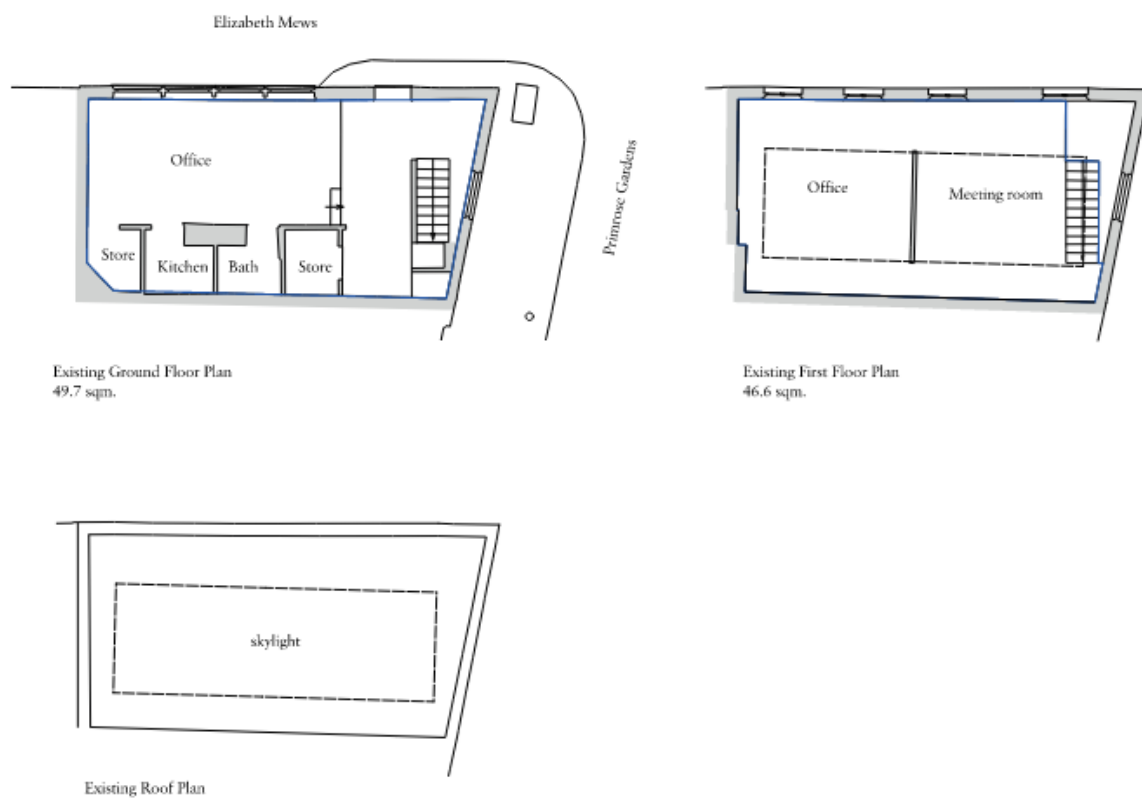 Elizabeth Mews
Primrose Gardens
Office
Store
Kitchen
Bath
Store
Existing Ground Floor Plan
49.7 sqm.
Office
Meeting room
Existing First Floor Plan
46.6 sqm.
skylight
Existing Roof Plan